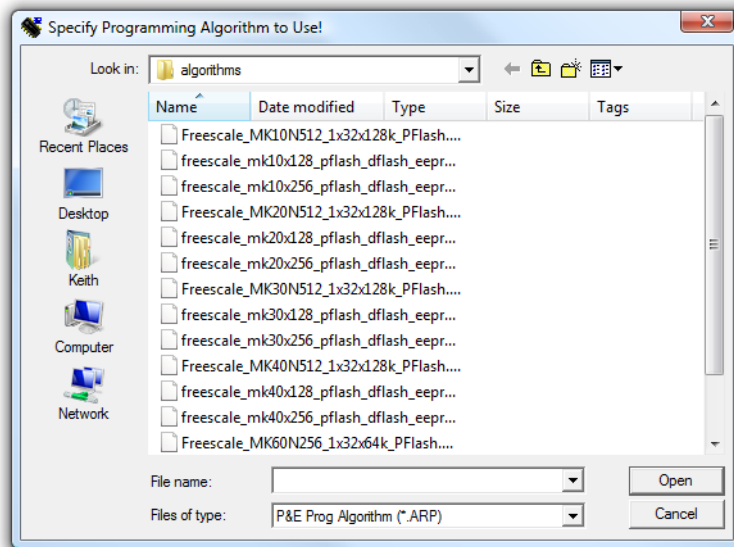 Specify Programming Algorithm to Use!
Look in: algorithms
Name Date modified Type Size Tags
Recent Places
Desktop
Keith
Computer
Network
Freescale_MK10N512_1x32x128k_PFlash....
freescale_mk10x128_pflash_dflash_eepr...
freescale_mk10x256_pflash_dflash_eepr...
Freescale_MK20N512_1x32x128k_PFlash....
freescale_mk20x128_pflash_dflash_eepr...
freescale_mk20x256_pflash_dflash_eepr...
Freescale_MK30N512_1x32x128k_PFlash....
freescale_mk30x128_pflash_dflash_eepr...
freescale_mk30x256_pflash_dflash_eepr...
Freescale_MK40N512_1x32x128k_PFlash....
freescale_mk40x128_pflash_dflash_eepr...
freescale_mk40x256_pflash_dflash_eepr...
Freescale_MK60N256_1x32x64k_PFlash....
File name: Open
Files of type: P&E Prog Algorithm (*.ARP) Cancel